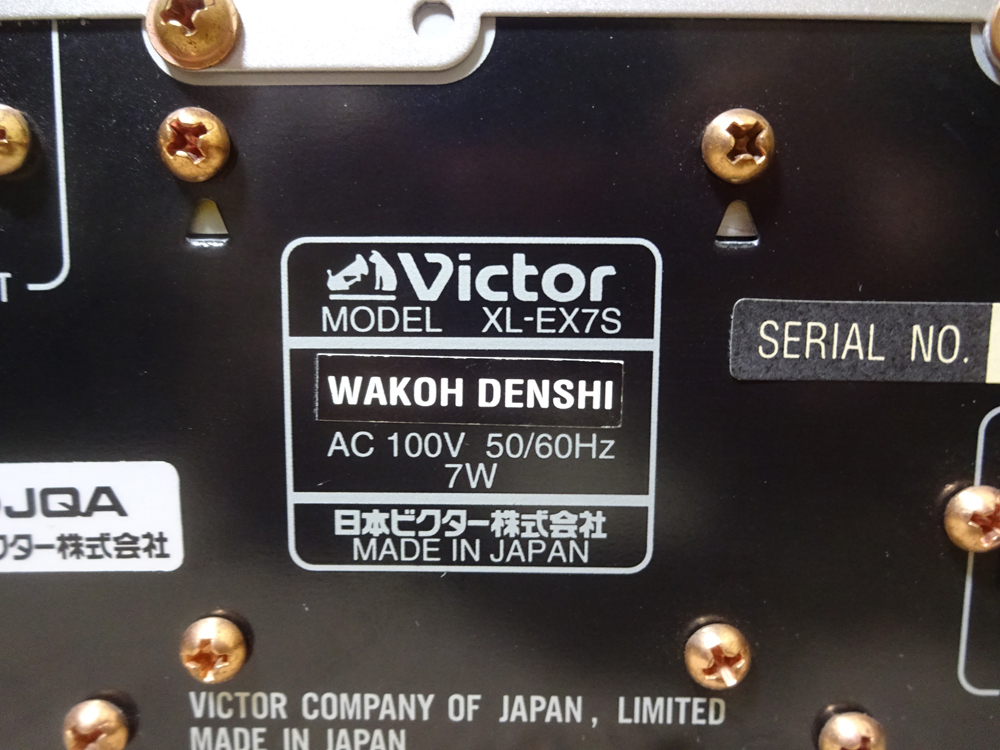 Victor
MODEL XL-EX7S
WAKOH DENSHI
AC 100V 50/60Hz
7W
日本ビクター株式会社
MADE IN JAPAN
SERIAL NO.
JQA
クター株式会社
VICTOR COMPANY OF JAPAN, LIMITED
MADE IN JAPAN
T